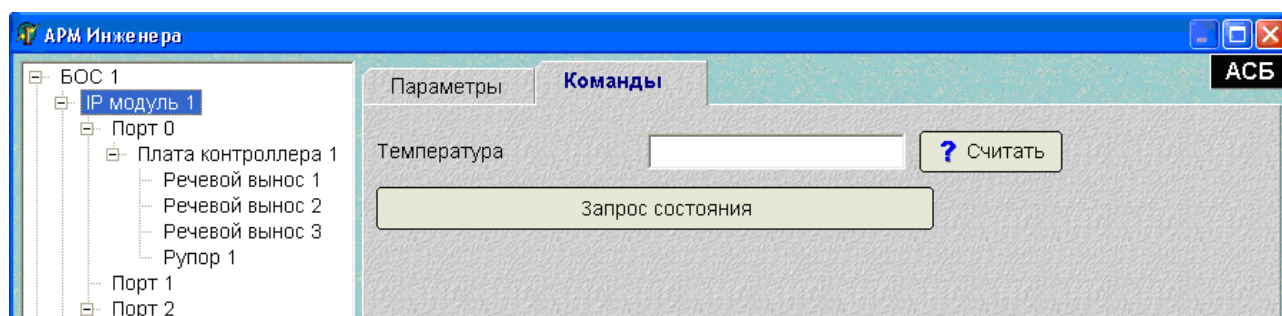 АРМ Инженера
АСБ
БОС 1
IP модуль 1
Порт 0
Плата контроллера 1
Речевой вынос 1
Речевой вынос 2
Речевой вынос 3
Рупор 1
Порт 1
Порт 2
Параметры
Команды
Температура
? Считать
Запрос состояния